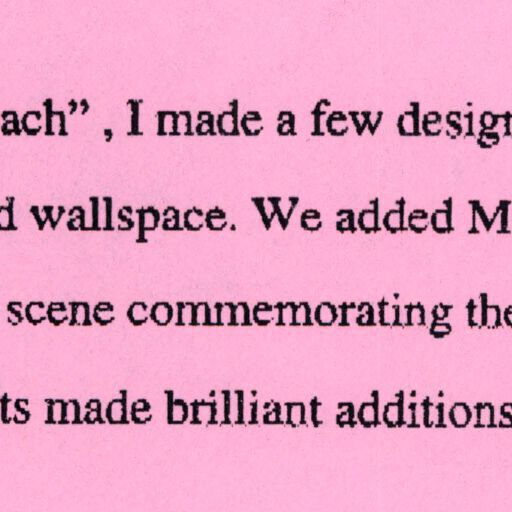 ach” , I made a few design
d wallspace. We added M
scene commemorating the
ts made brilliant additions